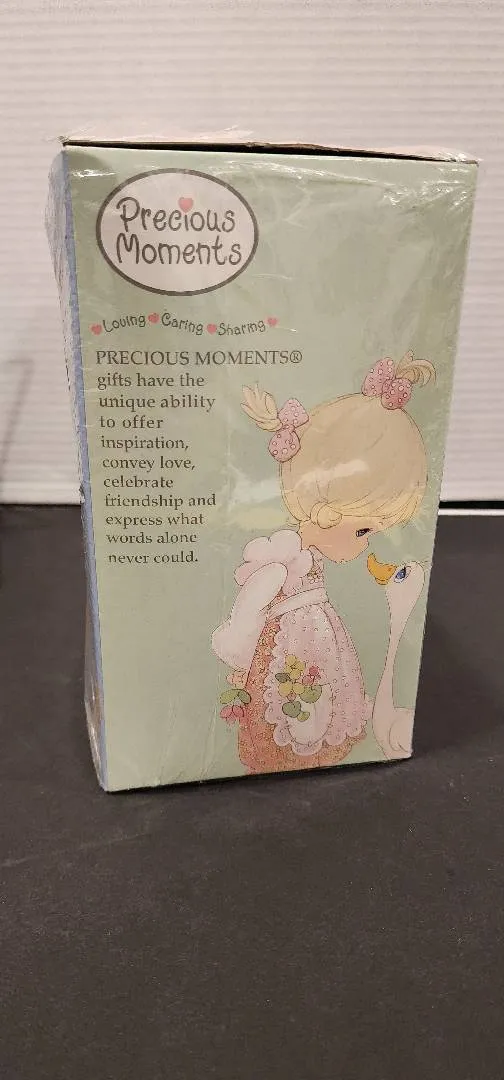 Precious
Moments
Loving Caring Sharing
PRECIOUS MOMENTS®
gifts have the
unique ability
to offer
inspiration,
convey love,
celebrate
friendship and
express what
words alone
never could.